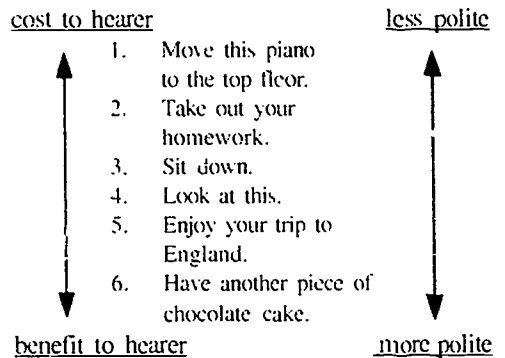 cost to hearer less polite
1. Move this piano
to the top floor.
2. Take out your
homework.
3. Sit down.
4. Look at this.
5. Enjoy your trip to
England.
6. Have another piece of
chocolate cake.
benefit to hearer more polite